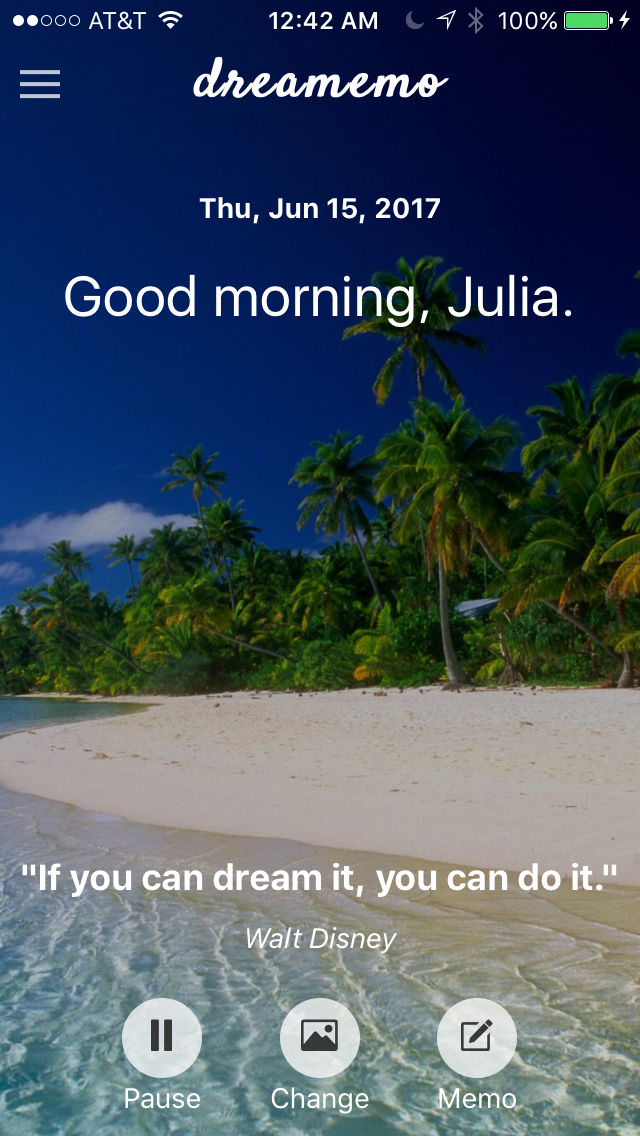 AT&T 12:42 AM 100%
dreamemo
Thu, Jun 15, 2017
Good morning, Julia.
"If you can dream it, you can do it."
Walt Disney
Pause Change Memo